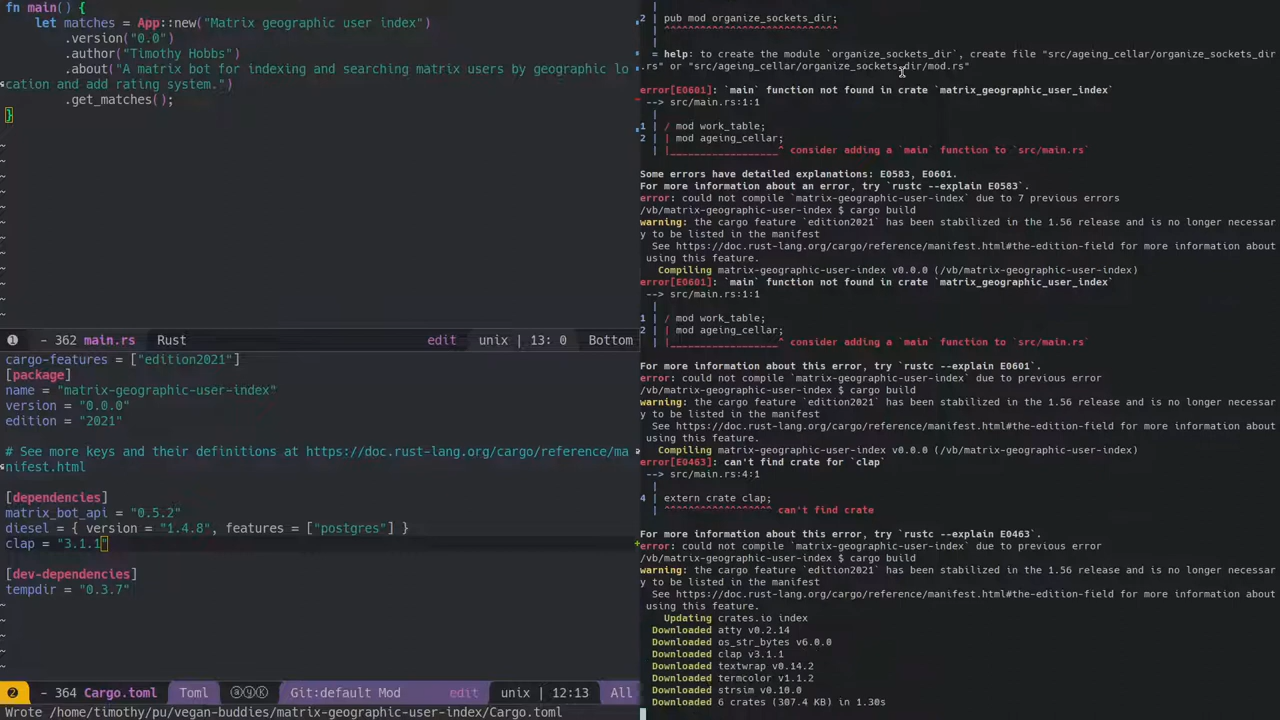 fn main() {
    let matches = App::new("Matrix geographic user index")
        .version("0.0")
        .author("Timothy Hobbs")
        .about("A matrix bot for indexing and searching matrix users by geographic lo
cation and add rating system.")
        .get_matches();
}
~
~
~
~
~
~
~
~
~
~
~
~
❶ - 362 main.rs Rust edit unix | 13: 0 Bottom
cargo-features = ["edition2021"]
[package]
name = "matrix-geographic-user-index"
version = "0.0.0"
edition = "2021"
# See more keys and their definitions at https://doc.rust-lang.org/cargo/reference/ma
nifest.html
[dependencies]
matrix_bot_api = "0.5.2"
diesel = { version = "1.4.8", features = ["postgres"] }
clap = "3.1.1"
[dev-dependencies]
tempdir = "0.3.7"
~
~
~
~
~
❷ - 364 Cargo.toml Toml ⓐⓨⓀ Git:default Mod edit unix | 12:13 All
Wrote /home/timothy/pu/vegan-buddies/matrix-geographic-user-index/Cargo.toml
2 | pub mod organize_sockets_dir;
  | ^^^^^^^^^^^^^^^^^^^^^^^^^^^^^
  |
  = help: to create the module `organize_sockets_dir`, create file "src/ageing_cellar/organize_sockets_dir
.rs" or "src/ageing_cellar/organize_sockets_dir/mod.rs"
error[E0601]: `main` function not found in crate `matrix_geographic_user_index`
 --> src/main.rs:1:1
  |
1 | / mod work_table;
2 | | mod ageing_cellar;
  | |__________________^ consider adding a `main` function to `src/main.rs`
Some errors have detailed explanations: E0583, E0601.
For more information about an error, try `rustc --explain E0583`.
error: could not compile `matrix-geographic-user-index` due to 7 previous errors
/vb/matrix-geographic-user-index $ cargo build
warning: the cargo feature `edition2021` has been stabilized in the 1.56 release and is no longer necessar
y to be listed in the manifest
  See https://doc.rust-lang.org/cargo/reference/manifest.html#the-edition-field for more information about
 using this feature.
   Compiling matrix-geographic-user-index v0.0.0 (/vb/matrix-geographic-user-index)
error[E0601]: `main` function not found in crate `matrix_geographic_user_index`
 --> src/main.rs:1:1
  |
1 | / mod work_table;
2 | | mod ageing_cellar;
  | |__________________^ consider adding a `main` function to `src/main.rs`
For more information about this error, try `rustc --explain E0601`.
error: could not compile `matrix-geographic-user-index` due to previous error
/vb/matrix-geographic-user-index $ cargo build
warning: the cargo feature `edition2021` has been stabilized in the 1.56 release and is no longer necessar
y to be listed in the manifest
  See https://doc.rust-lang.org/cargo/reference/manifest.html#the-edition-field for more information about
 using this feature.
   Compiling matrix-geographic-user-index v0.0.0 (/vb/matrix-geographic-user-index)
error[E0463]: can't find crate for `clap`
 --> src/main.rs:4:1
  |
4 | extern crate clap;
  | ^^^^^^^^^^^^^^^^^^ can't find crate
For more information about this error, try `rustc --explain E0463`.
error: could not compile `matrix-geographic-user-index` due to previous error
/vb/matrix-geographic-user-index $ cargo build
warning: the cargo feature `edition2021` has been stabilized in the 1.56 release and is no longer necessar
y to be listed in the manifest
  See https://doc.rust-lang.org/cargo/reference/manifest.html#the-edition-field for more information about
 using this feature.
    Updating crates.io index
  Downloaded atty v0.2.14
  Downloaded os_str_bytes v6.0.0
  Downloaded clap v3.1.1
  Downloaded textwrap v0.14.2
  Downloaded termcolor v1.1.2
  Downloaded strsim v0.10.0
  Downloaded 6 crates (307.4 KB) in 1.30s